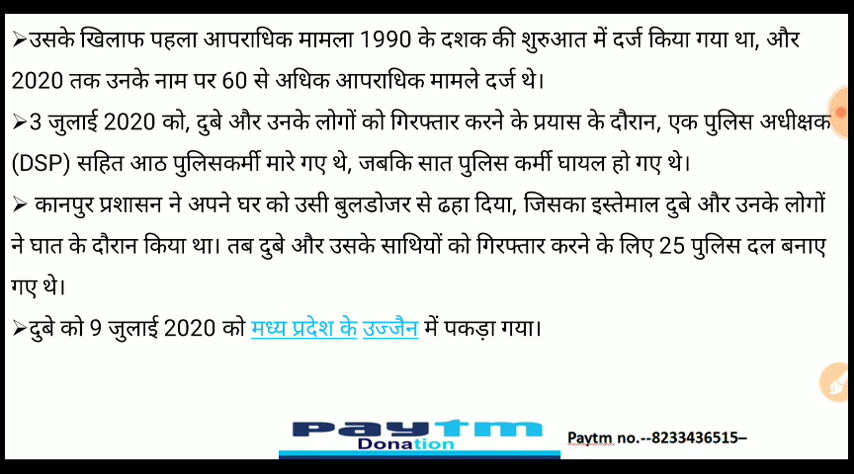 ➢उसके खिलाफ पहला आपराधिक मामला 1990 के दशक की शुरुआत में दर्ज किया गया था, और
2020 तक उनके नाम पर 60 से अधिक आपराधिक मामले दर्ज थे।
➢3 जुलाई 2020 को, दुबे और उनके लोगों को गिरफ्तार करने के प्रयास के दौरान, एक पुलिस अधीक्षक
(DSP) सहित आठ पुलिसकर्मी मारे गए थे, जबकि सात पुलिस कर्मी घायल हो गए थे।
➢ कानपुर प्रशासन ने अपने घर को उसी बुलडोजर से ढहा दिया, जिसका इस्तेमाल दुबे और उनके लोगों
ने घात के दौरान किया था। तब दुबे और उसके साथियों को गिरफ्तार करने के लिए 25 पुलिस दल बनाए
गए थे।
➢दुबे को 9 जुलाई 2020 को मध्य प्रदेश के उज्जैन में पकड़ा गया।
paytm
Donation
Paytm no.--8233436515–